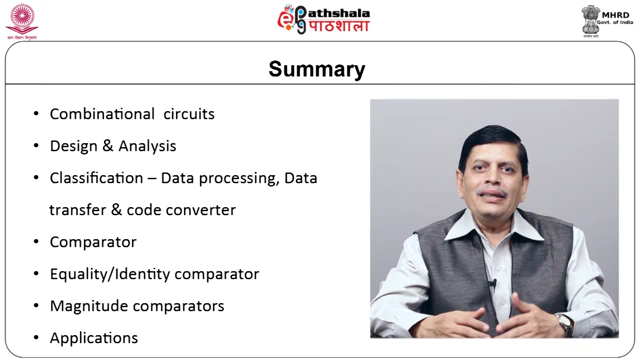 Pathshala
पाठशाला
MHRD
Govt. of India
Summary
• Combinational circuits
• Design & Analysis
• Classification – Data processing, Data
transfer & code converter
• Comparator
• Equality/Identity comparator
• Magnitude comparators
• Applications